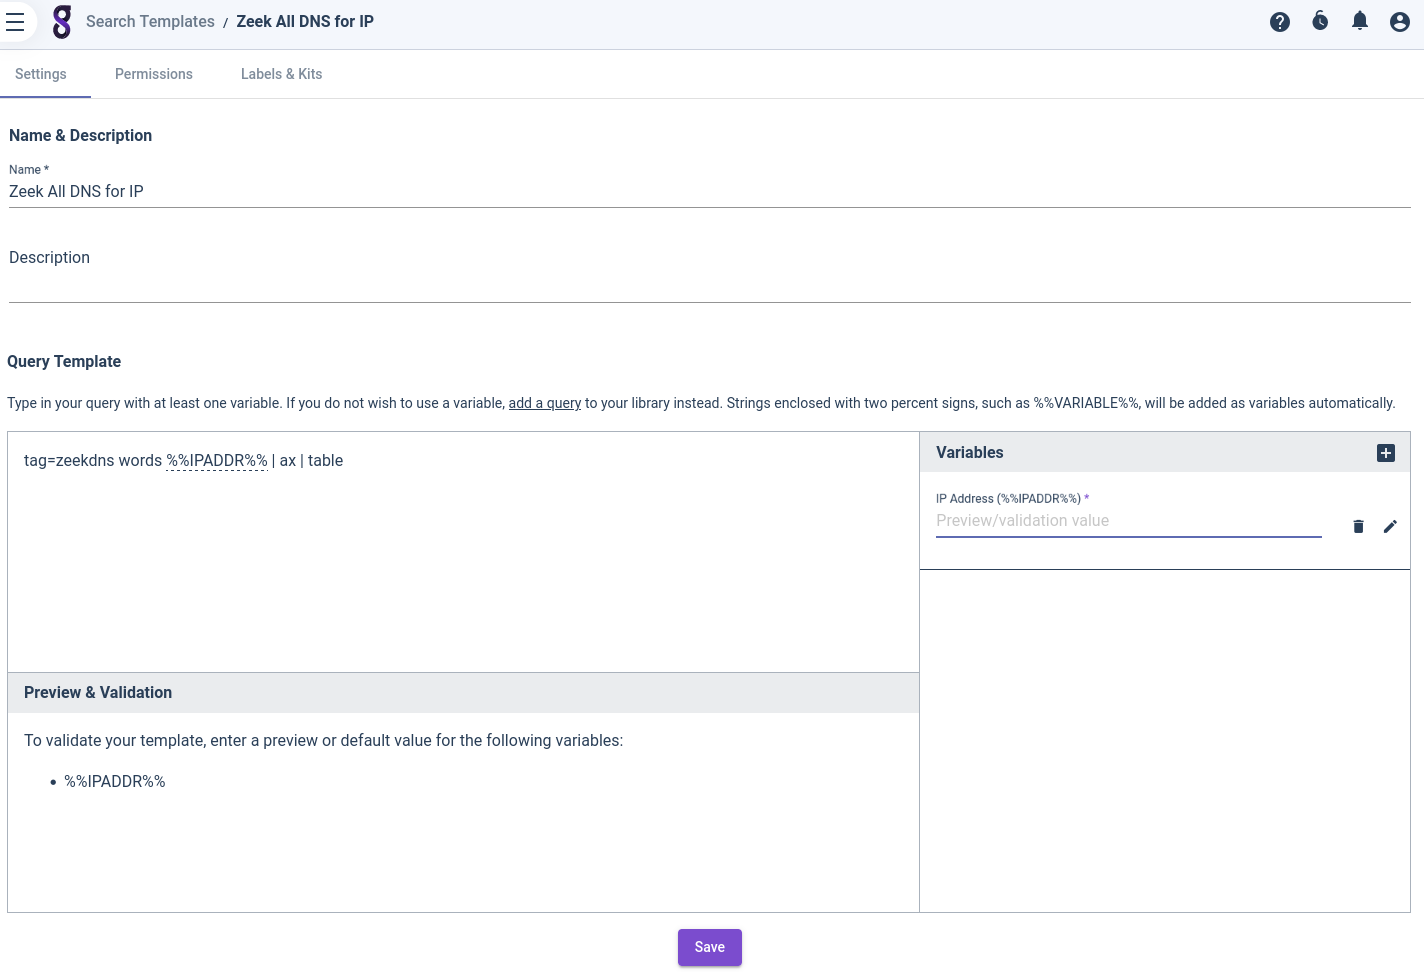 Search Templates / Zeek All DNS for IP
Settings
Permissions
Labels & Kits
Name & Description
Name *
Zeek All DNS for IP
Description
Query Template
Type in your query with at least one variable. If you do not wish to use a variable, add a query to your library instead. Strings enclosed with two percent signs, such as %%VARIABLE%%, will be added as variables automatically.
tag=zeekdns words %%IPADDR%% | ax | table
Variables
IP Address (%%IPADDR%%) *
Preview/validation value
Preview & Validation
To validate your template, enter a preview or default value for the following variables:
• %%IPADDR%%
Save